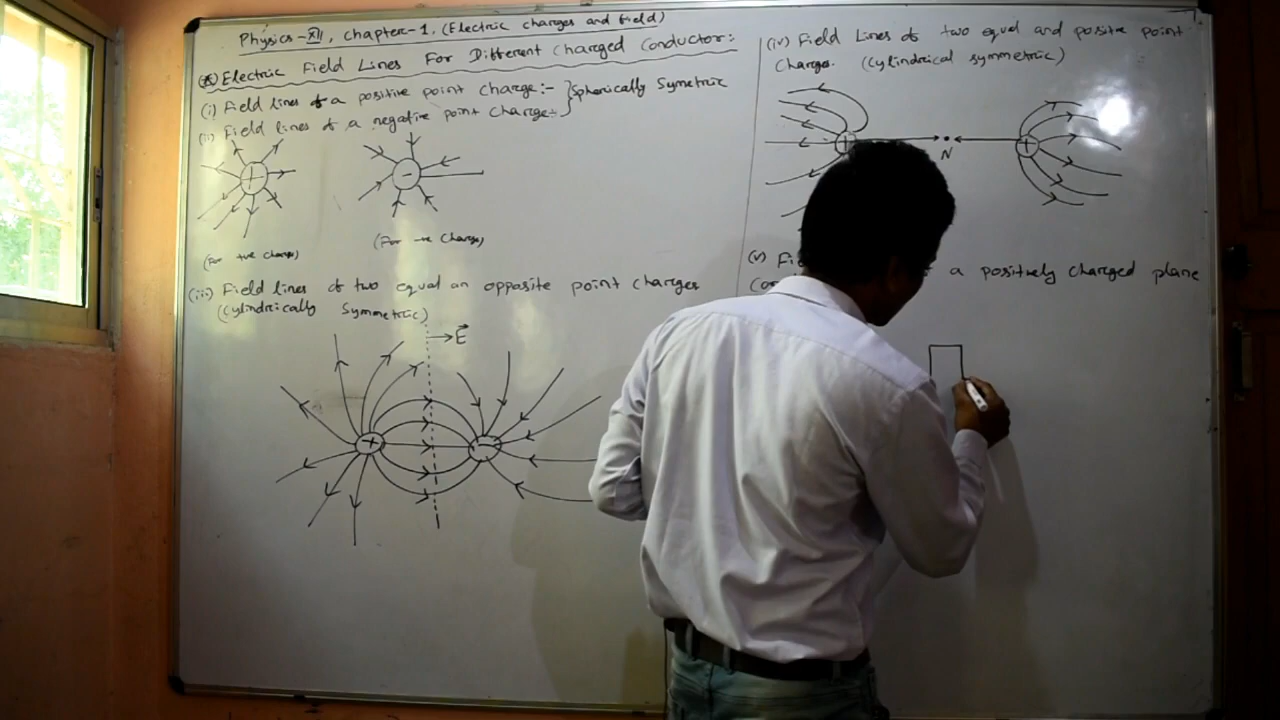 Physics-XII, chapter-1. (Electric charges and field)
(*) Electric Field Lines For Different Charged Conductor:
(i) Field lines of a positive point charge:- } Spherically Symetric
(ii) Field lines of a negative point charge:-
+
-
(For +ve charge)
(For -ve charge)
(iii) Field lines of two equal an opposite point charges
(Cylindrically Symmetric)
E
+
-
(iv) Field Lines of two equal and positive point
Charge. (Cylindrical symmetric)
+
N
+
(v) a positively charged plane